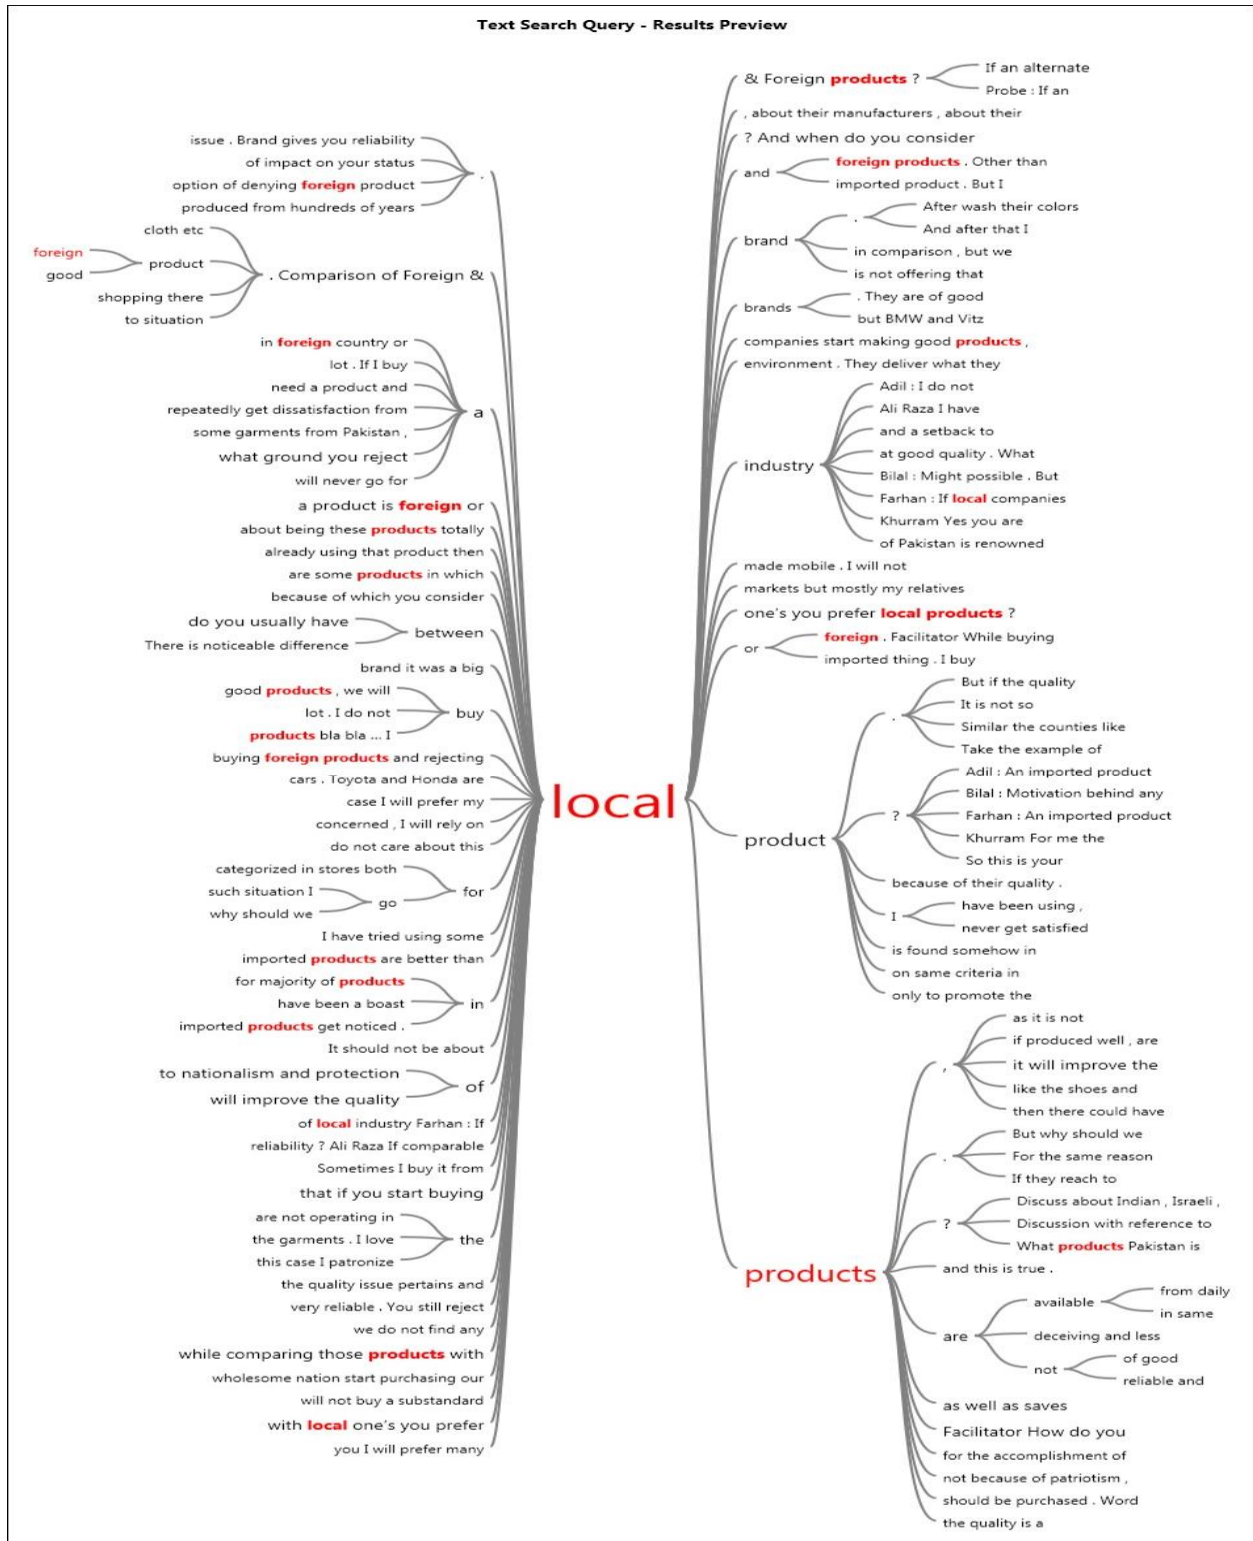 Text Search Query - Results Preview
issue . Brand gives you reliability
of impact on your status
option of denying foreign product
produced from hundreds of years
.
cloth etc
foreign
good
product
shopping there
to situation
. Comparison of Foreign &
in foreign country or
lot . If I buy
need a product and
repeatedly get dissatisfaction from
some garments from Pakistan ,
what ground you reject
will never go for
a
a product is foreign or
about being these products totally
already using that product then
are some products in which
because of which you consider
do you usually have
There is noticeable difference
between
brand it was a big
good products , we will
lot . I do not
products bla bla ... I
buy
buying foreign products and rejecting
cars . Toyota and Honda are
case I will prefer my
concerned , I will rely on
do not care about this
categorized in stores both
such situation I
why should we
go
for
I have tried using some
imported products are better than
for majority of products
have been a boast
imported products get noticed .
in
It should not be about
to nationalism and protection
will improve the quality
of
of local industry Farhan : If
reliability ? Ali Raza If comparable
Sometimes I buy it from
that if you start buying
are not operating in
the garments . I love
this case I patronize
the
the quality issue pertains and
very reliable . You still reject
we do not find any
while comparing those products with
wholesome nation start purchasing our
will not buy a substandard
with local one's you prefer
you I will prefer many
local
& Foreign products ?
If an alternate
Probe : If an
, about their manufacturers , about their
? And when do you consider
and
foreign products . Other than
imported product . But I
brand
.
After wash their colors
And after that I
in comparison , but we
is not offering that
brands
. They are of good
but BMW and Vitz
companies start making good products ,
environment . They deliver what they
industry
Adil : I do not
Ali Raza I have
and a setback to
at good quality . What
Bilal : Might possible . But
Farhan : If local companies
Khurram Yes you are
of Pakistan is renowned
made mobile . I will not
markets but mostly my relatives
one's you prefer local products ?
or
foreign . Facilitator While buying
imported thing . I buy
product
.
But if the quality
It is not so
Similar the counties like
Take the example of
?
Adil : An imported product
Bilal : Motivation behind any
Farhan : An imported product
Khurram For me the
So this is your
because of their quality .
I
have been using ,
never get satisfied
is found somehow in
on same criteria in
only to promote the
products
,
as it is not
if produced well , are
it will improve the
like the shoes and
then there could have
.
But why should we
For the same reason
If they reach to
?
Discuss about Indian , Israeli ,
Discussion with reference to
What products Pakistan is
and this is true .
are
available
from daily
in same
deceiving and less
not
of good
reliable and
as well as saves
Facilitator How do you
for the accomplishment of
not because of patriotism ,
should be purchased . Word
the quality is a